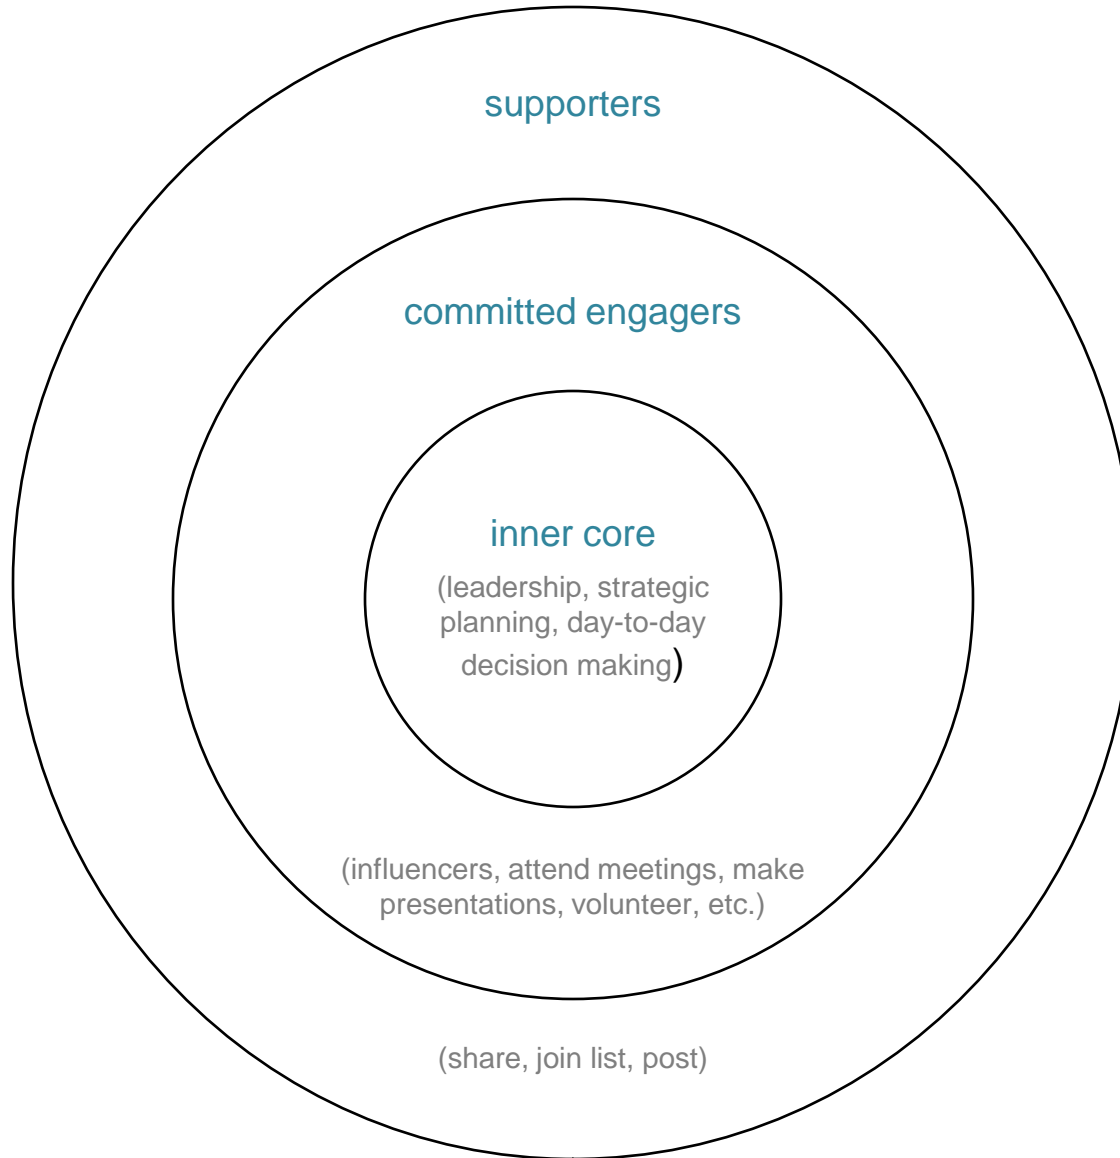 supporters
committed engagers
inner core
(leadership, strategic
planning, day-to-day
decision making)
(influencers, attend meetings, make
presentations, volunteer, etc.)
(share, join list, post)